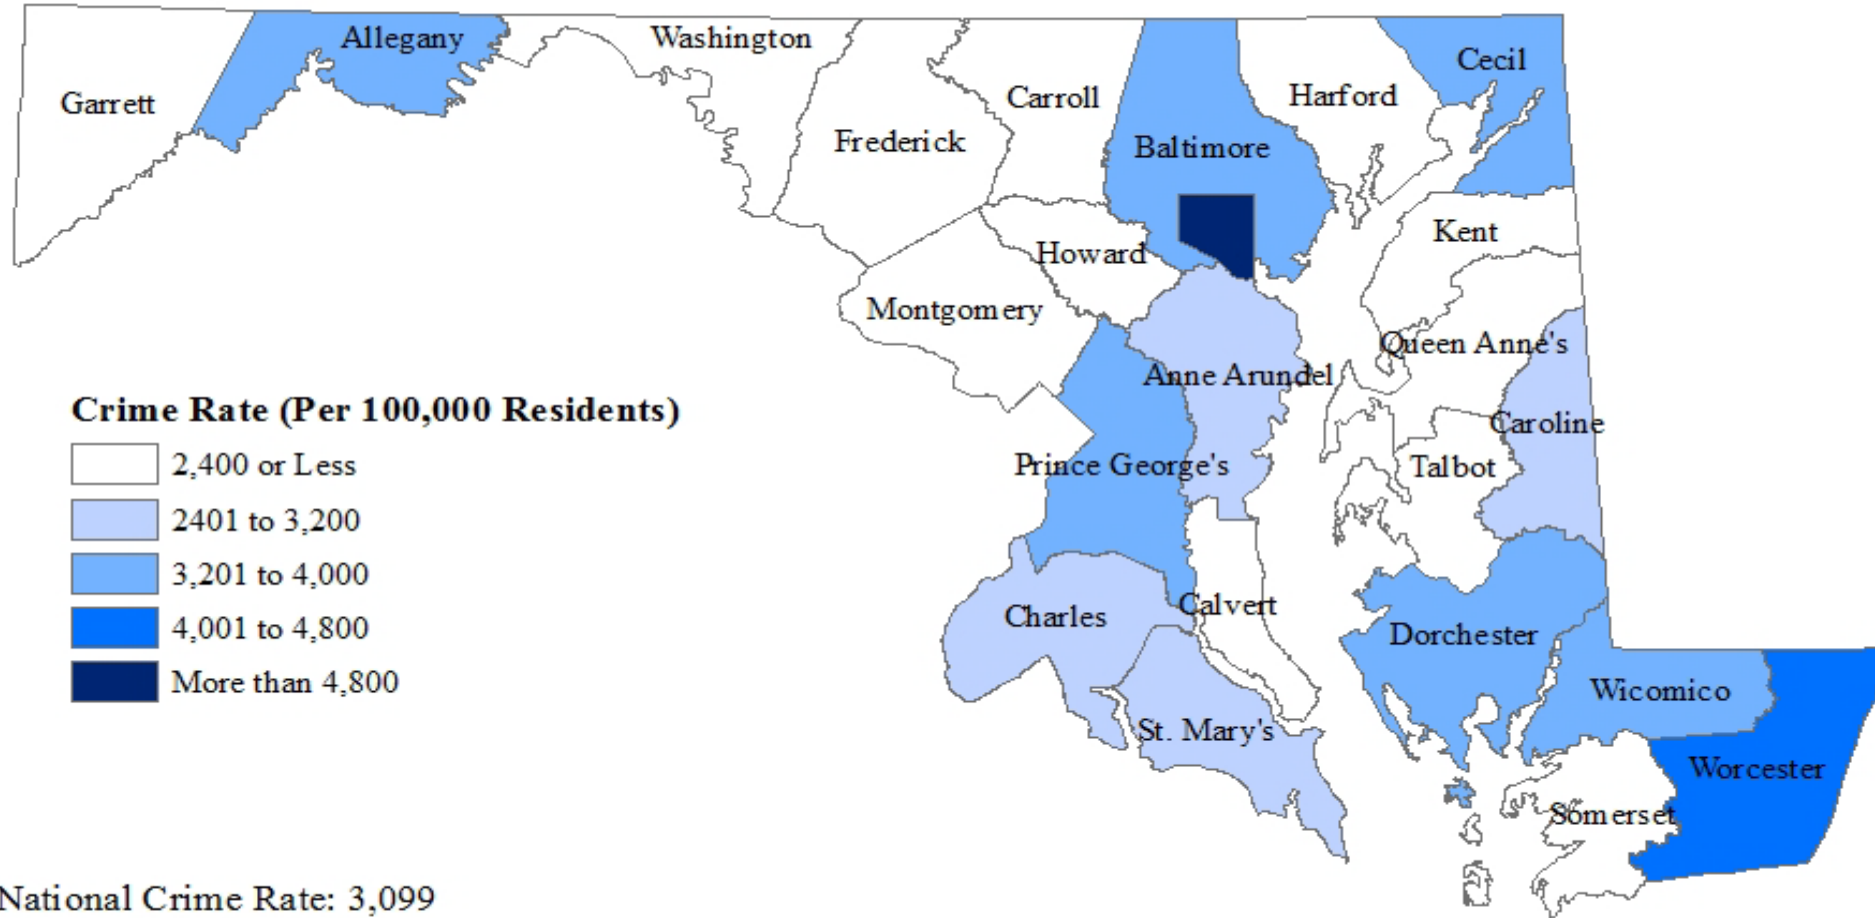 Allegany
Washington
Cecil
Garrett
Carroll
Harford
Frederick
Baltimore
Kent
Howard
Montgomery
Queen Anne's
Anne Arundel
Crime Rate (Per 100,000 Residents)
Caroline
2,400 or Less
Prince George's
Talbot
2401 to 3,200
3,201 to 4,000
Calvert
Charles
4,001 to 4,800
Dorchester
More than 4,800
Wicomico
St. Mary's
Worcester
Somerset
National Crime Rate: 3,099